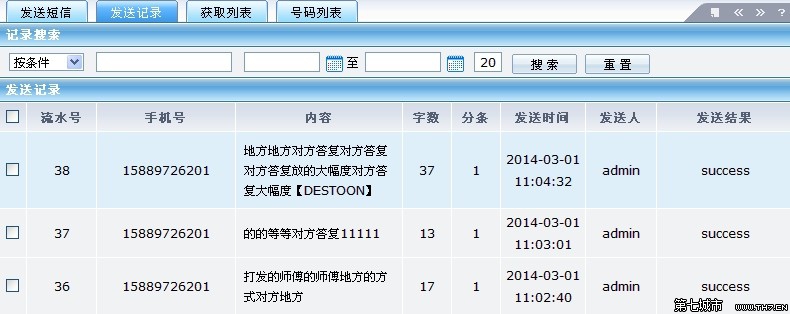 发送短信 发送记录 获取列表 号码列表 ?
记录搜索
按条件 至 20 搜 索 重 置
发送记录
流水号 手机号 内容 字数 分条 发送时间 发送人 发送结果
地方地方对方答复对方答复
38 15889726201 对方答复放的大幅度对方答 37 1 2014-03-01 11:04:32 admin success
复大幅度【DESTOON】
37 15889726201 的的等等对方答复11111 13 1 2014-03-01 11:03:01 admin success
打发的师傅的师傅地方的方
36 15889726201 式对方地方 17 1 2014-03-01 11:02:40 admin success
第七城市 WWW.TH7.CN